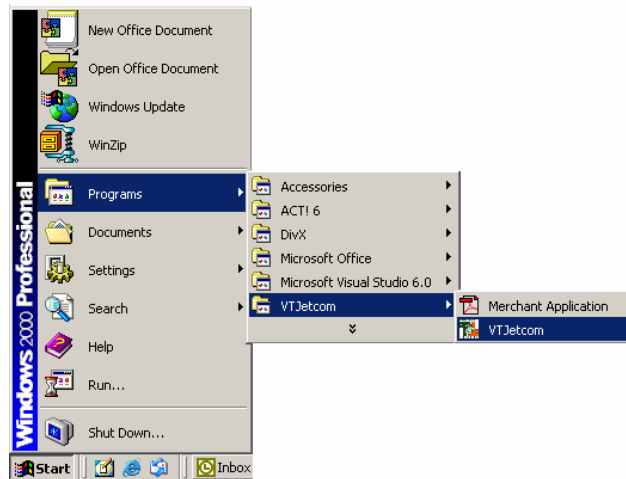 New Office Document
Open Office Document
Windows Update
WinZip
Windows 2000 Professional
Programs
Documents
Settings
Search
Help
Run...
Shut Down...
Accessories
ACT! 6
DivX
Microsoft Office
Microsoft Visual Studio 6.0
VTJetcom
Merchant Application
VTJetcom
Start
Inbox